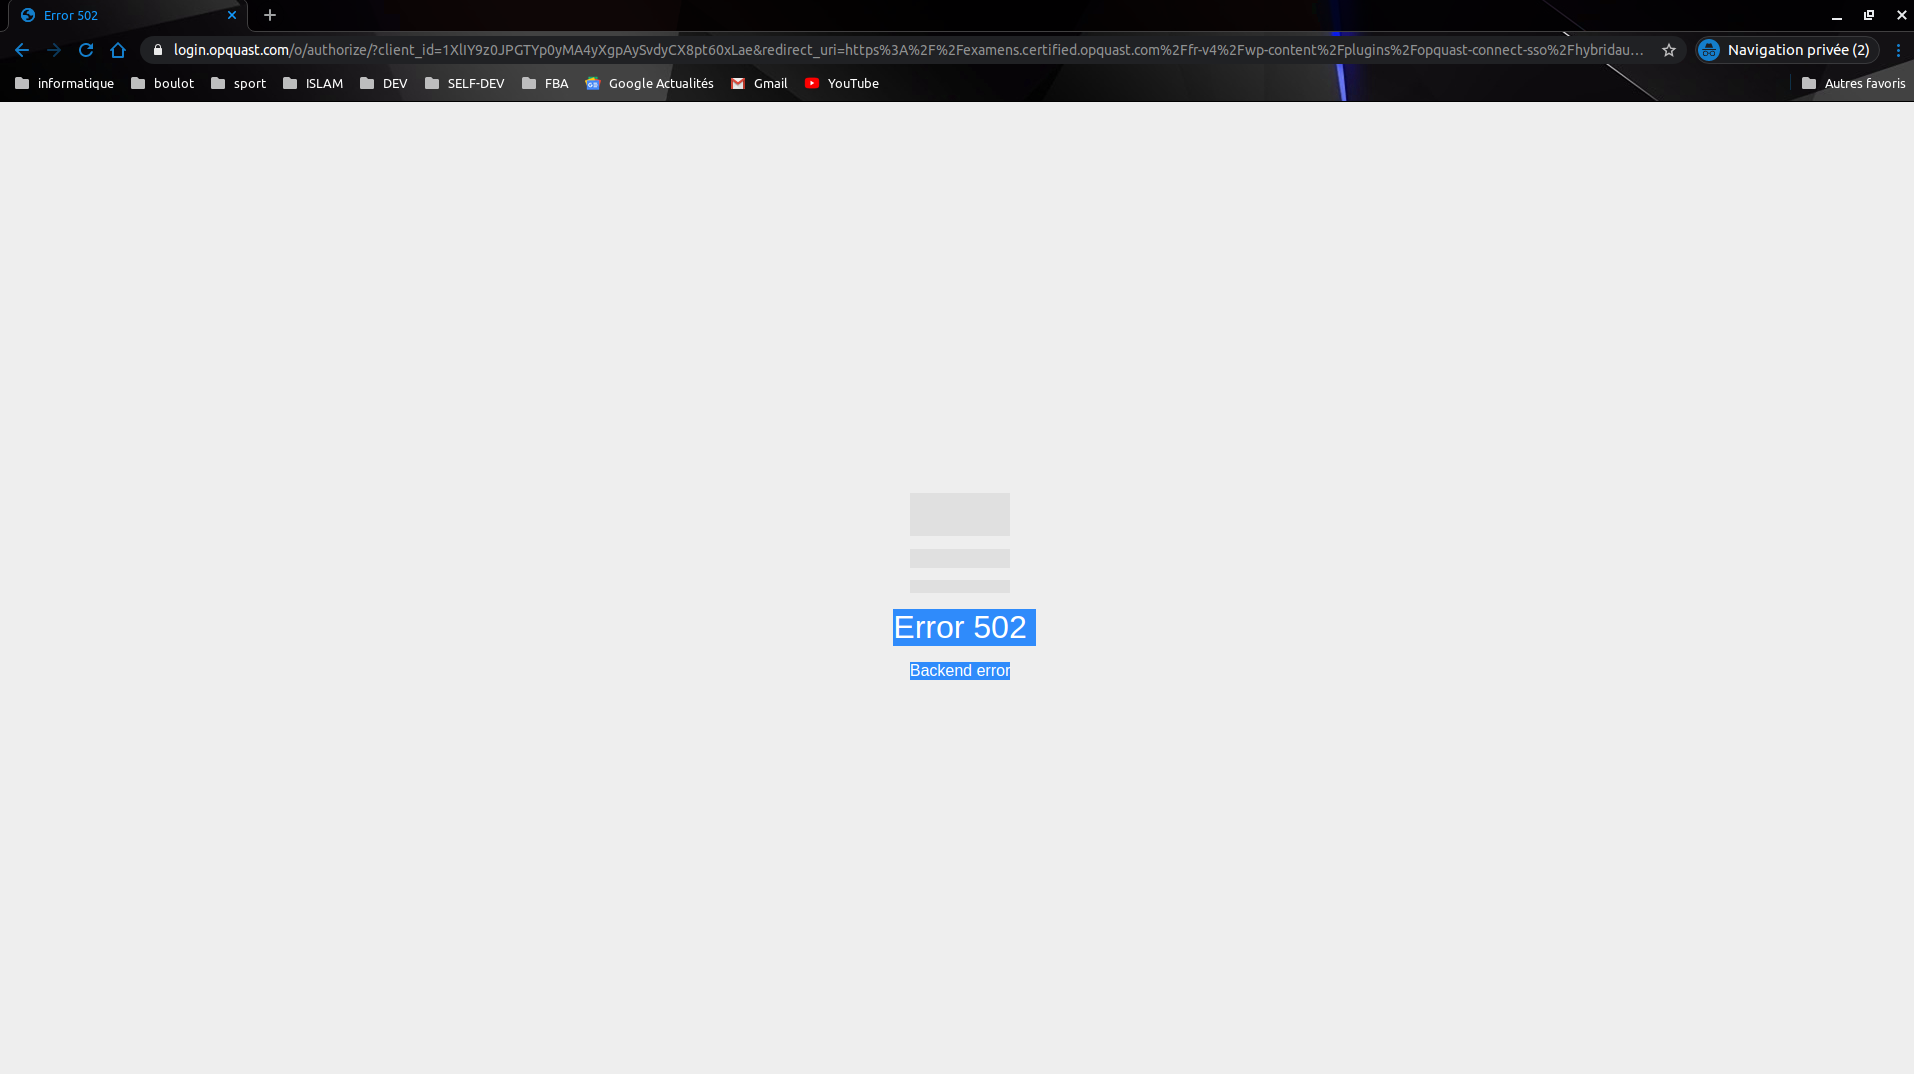 Error 502
login.opquast.com/o/authorize/?client_id=1XlIY9z0JPGTYp0yMA4yXgpAySvdyCX8pt60xLae&redirect_uri=https%3A%2F%2Fexamens.certified.opquast.com%2Ffr-v4%2Fwp-content%2Fplugins%2Fopquast-connect-sso%2Fhybridau… Navigation privée (2)
informatique boulot sport ISLAM DEV SELF-DEV FBA Google Actualités Gmail YouTube Autres favoris
Error 502
Backend error